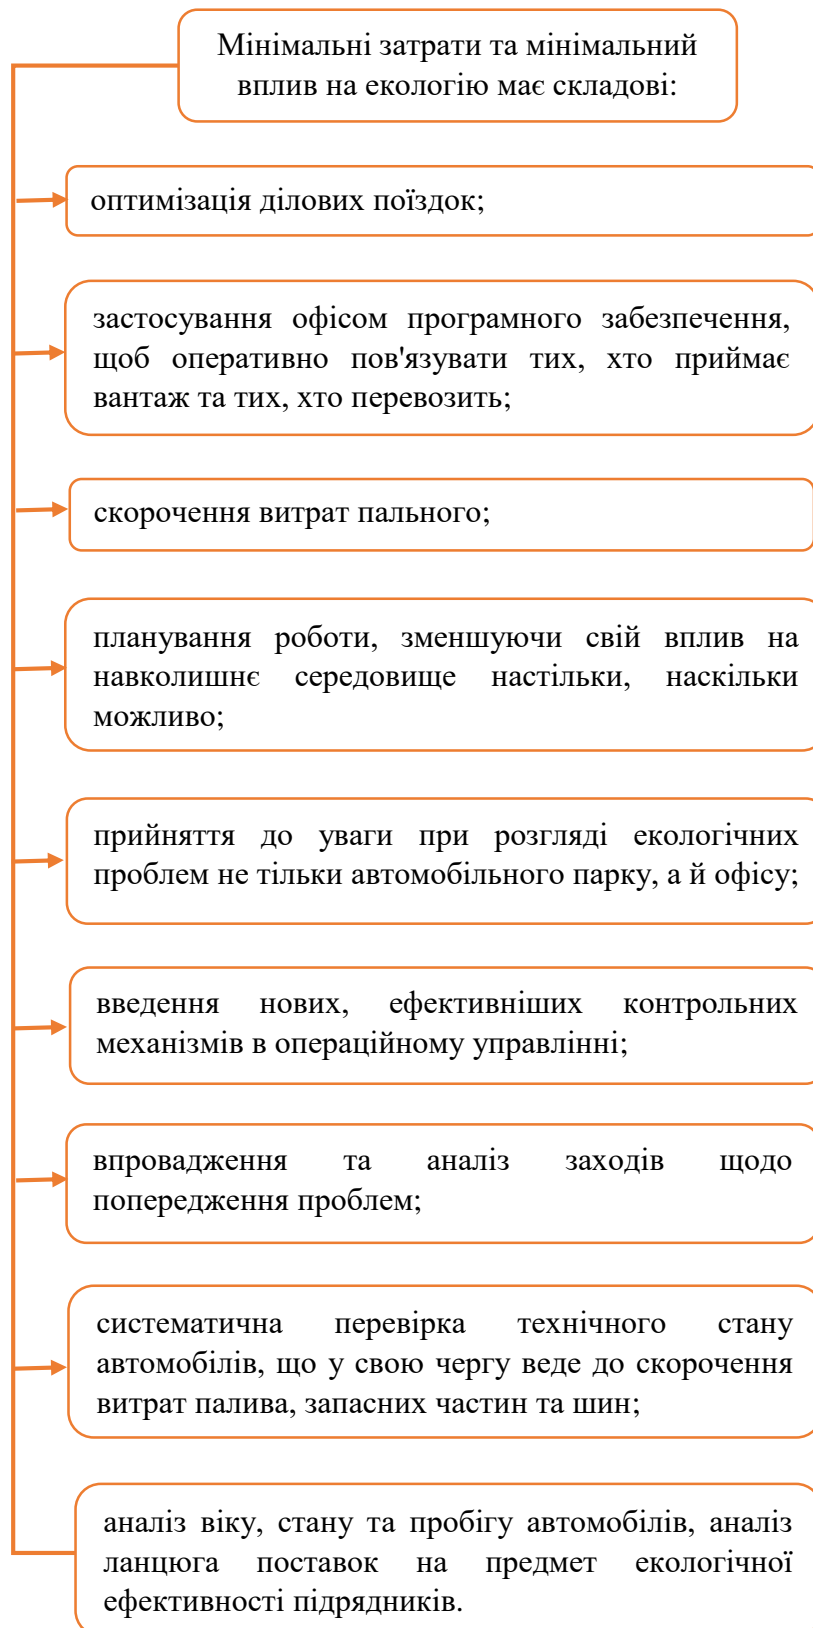 Мінімальні затрати та мінімальний
вплив на екологію має складові:
оптимізація ділових поїздок;
застосування офісом програмного забезпечення,
щоб оперативно пов'язувати тих, хто приймає
вантаж та тих, хто перевозить;
скорочення витрат пального;
планування роботи, зменшуючи свій вплив на
навколишнє середовище настільки, наскільки
можливо;
прийняття до уваги при розгляді екологічних
проблем не тільки автомобільного парку, а й офісу;
введення нових, ефективніших контрольних
механізмів в операційному управлінні;
впровадження та аналіз заходів щодо
попередження проблем;
систематична перевірка технічного стану
автомобілів, що у свою чергу веде до скорочення
витрат палива, запасних частин та шин;
аналіз віку, стану та пробігу автомобілів, аналіз
ланцюга поставок на предмет екологічної
ефективності підрядників.